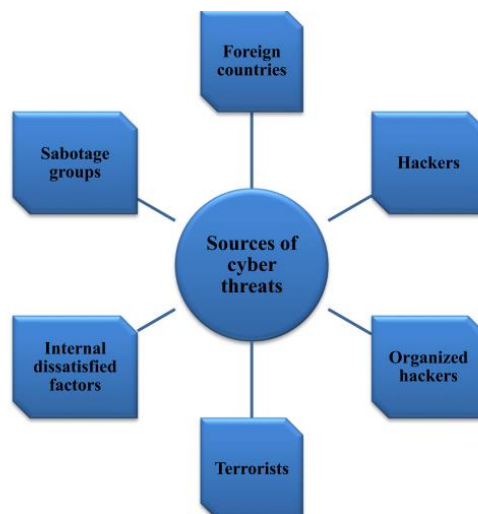 Foreign
countries
Sabotage
groups
Hackers
Sources of
cyber
threats
Internal
dissatisfied
factors
Organized
hackers
Terrorists